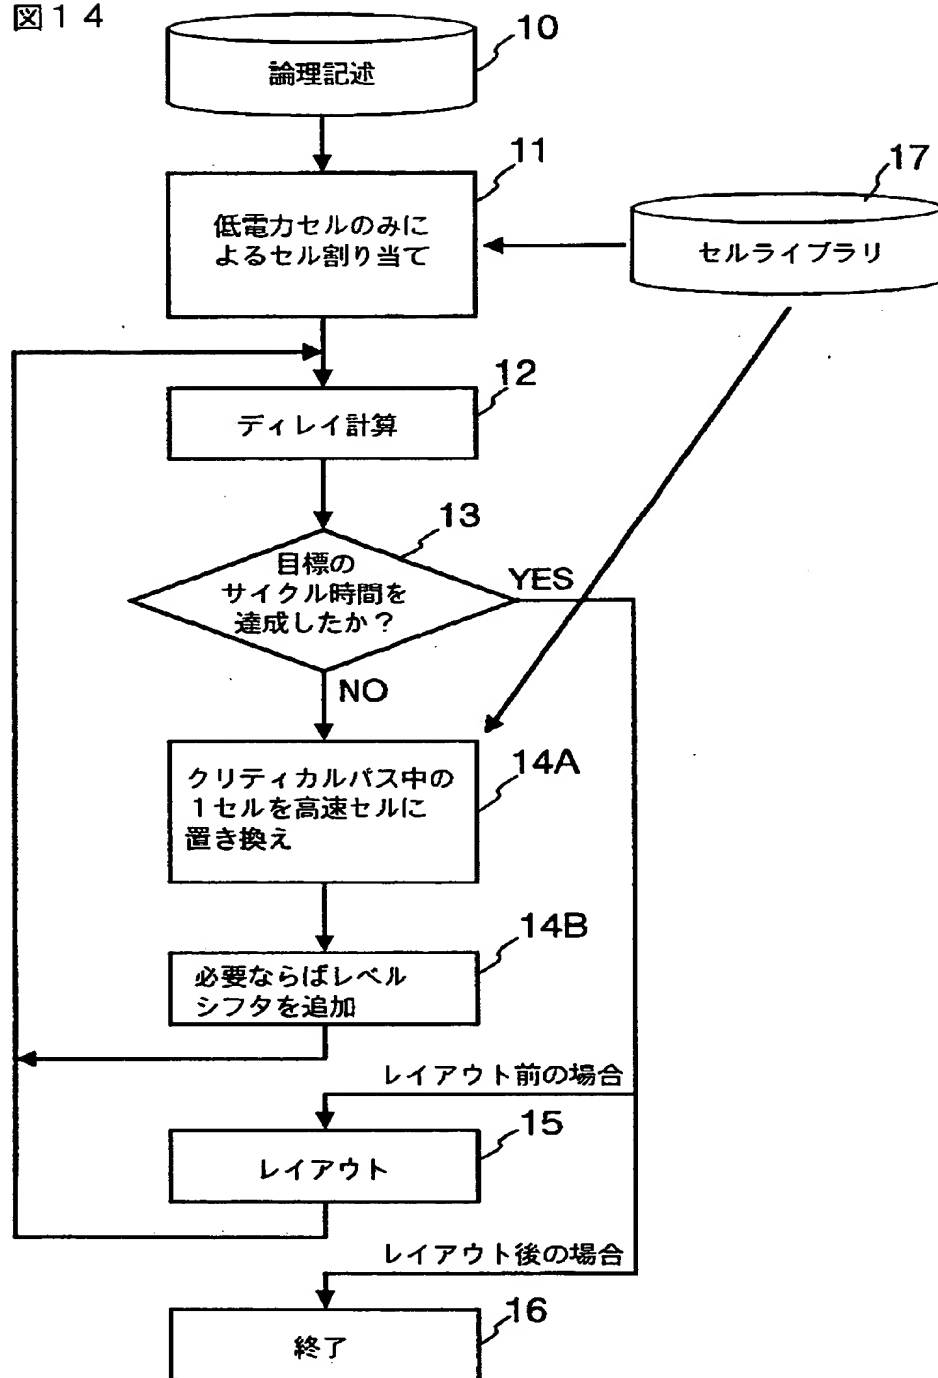 図14
10
論理記述
11
低電力セルのみに
よるセル割り当て
17
セルライブラリ
12
ディレイ計算
13
目標の
サイクル時間を
達成したか?
YES
NO
14A
クリティカルパス中の
1セルを高速セルに
置き換え
14B
必要ならばレベル
シフタを追加
レイアウト前の場合
15
レイアウト
レイアウト後の場合
16
終了